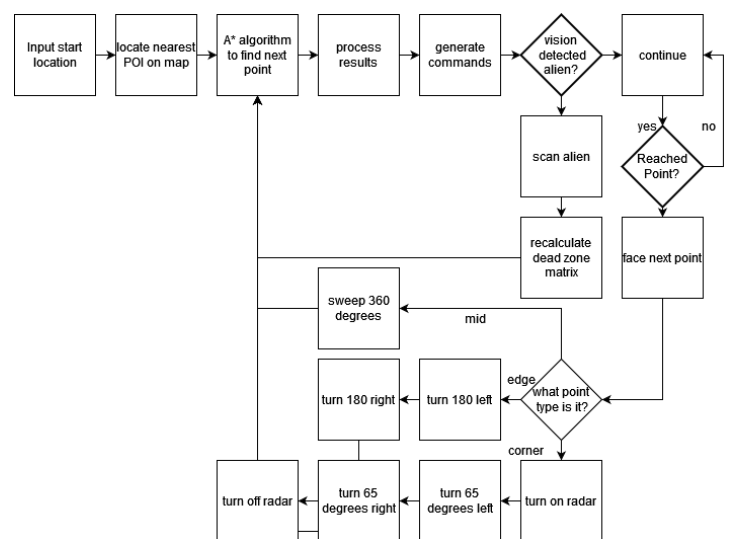 Input start
location
locate nearest
POI on map
A* algorithm
to find next
point
process
results
generate
commands
vision
detected
alien?
continue
scan alien
yes
no
Reached
Point?
recalculate
dead zone
matrix
face next point
sweep 360
degrees
mid
turn 180 right
turn 180 left
edge
what point
type is it?
corner
turn off radar
turn 65
degrees right
turn 65
degrees left
turn on radar